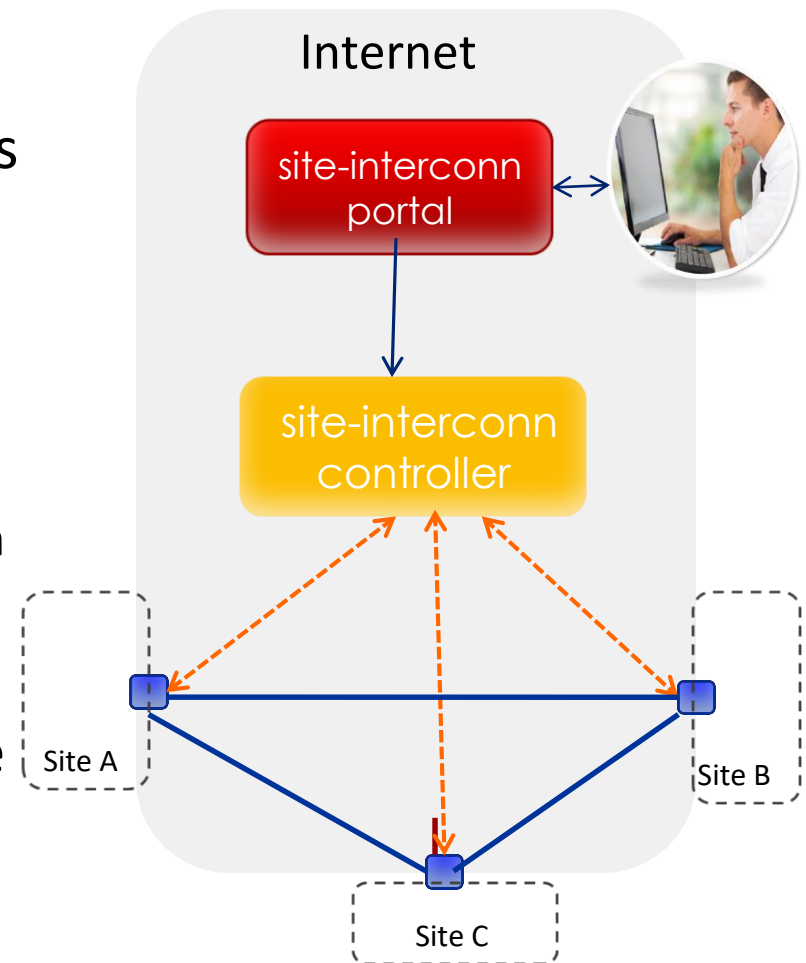 Internet
s
site-interconn
portal
site-interconn
controller
n
e
Site A
Site B
Site C